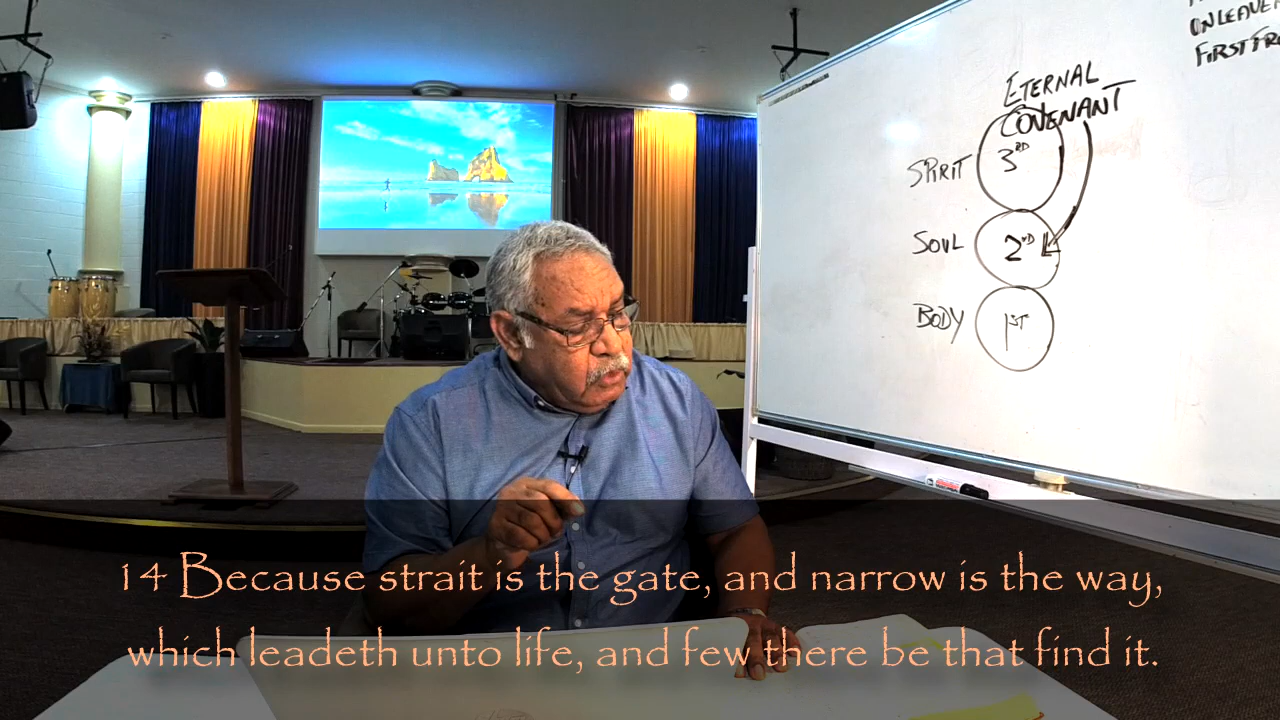 ETERNAL
COVENANT
SPIRIT 3RD
SOUL 2ND
BODY 1ST
14 Because strait is the gate, and narrow is the way,
which leadeth unto life, and few there be that find it.